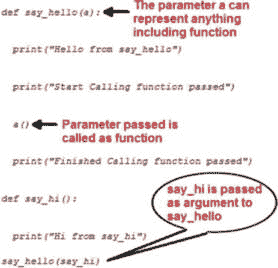 def say_hello(a):
The parameter a can
represent anything
including function
print("Hello from say_hello")
print("Start Calling function passed")
a()
Parameter passed is
called as function
print("Finished Calling function passed")
def say_hi():
say_hi is passed
as argument to
say_hello
print("Hi from say_hi")
say_hello(say_hi)